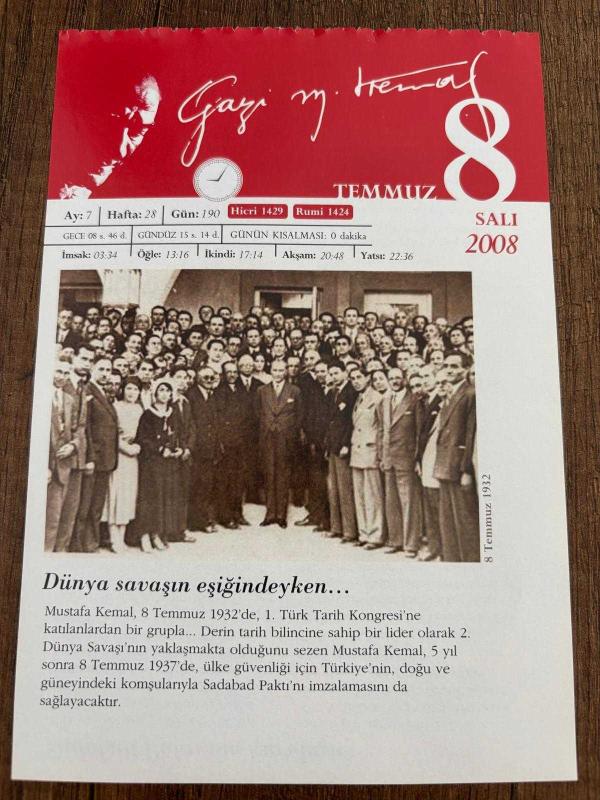 Gazi M. Kemal
8
TEMMUZ
SALI
2008
Ay: 7 Hafta: 28 Gün: 190 Hicri 1429 Rumi 1424
GECE 08 s. 46 d. GÜNDÜZ 15 s. 14 d. GÜNÜN KISALMASI: 0 dakika
İmsak: 03:34 Öğle: 13:16 İkindi: 17:14 Akşam: 20:48 Yatsı: 22:36
8 Temmuz 1932
Dünya savaşın eşiğindeyken...
Mustafa Kemal, 8 Temmuz 1932'de, 1. Türk Tarih Kongresi'ne
katılanlardan bir grupla... Derin tarih bilincine sahip bir lider olarak 2.
Dünya Savaşı'nın yaklaşmakta olduğunu sezen Mustafa Kemal, 5 yıl
sonra 8 Temmuz 1937'de, ülke güvenliği için Türkiye'nin, doğu ve
güneyindeki komşularıyla Sadabad Paktı'nı imzalamasını da
sağlayacaktır.